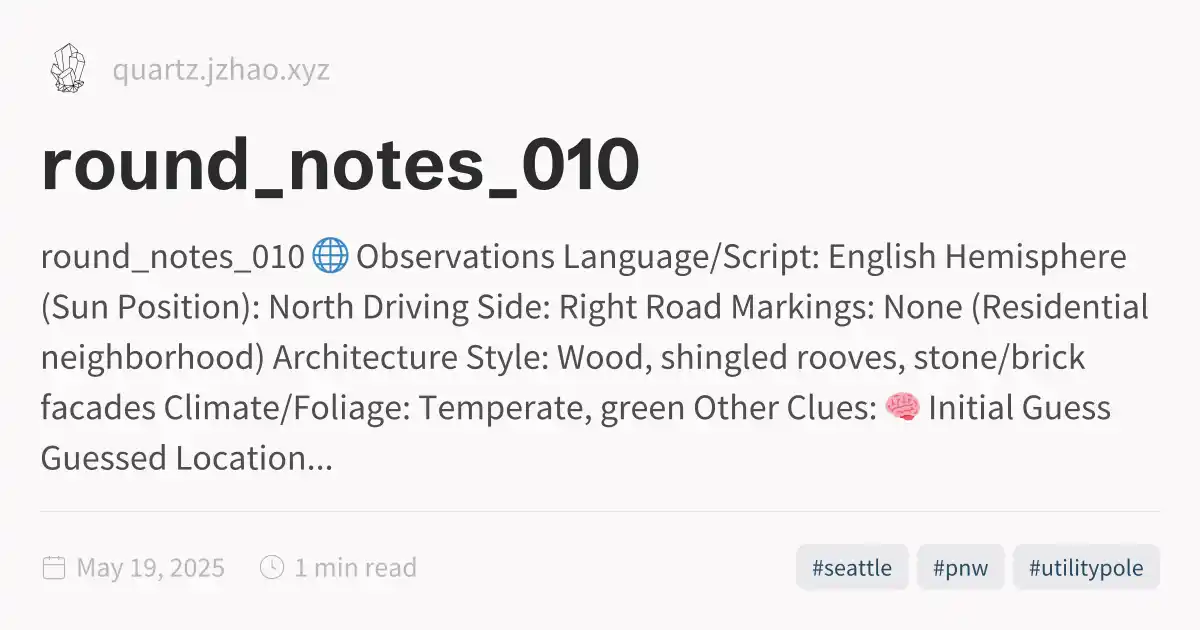 quartz.jzhao.xyz
round_notes_010
round_notes_010 🌐 Observations Language/Script: English Hemisphere
(Sun Position): North Driving Side: Right Road Markings: None (Residential
neighborhood) Architecture Style: Wood, shingled rooves, stone/brick
facades Climate/Foliage: Temperate, green Other Clues: 🧠 Initial Guess
Guessed Location...
May 19, 2025 1 min read #seattle #pnw #utilitypole